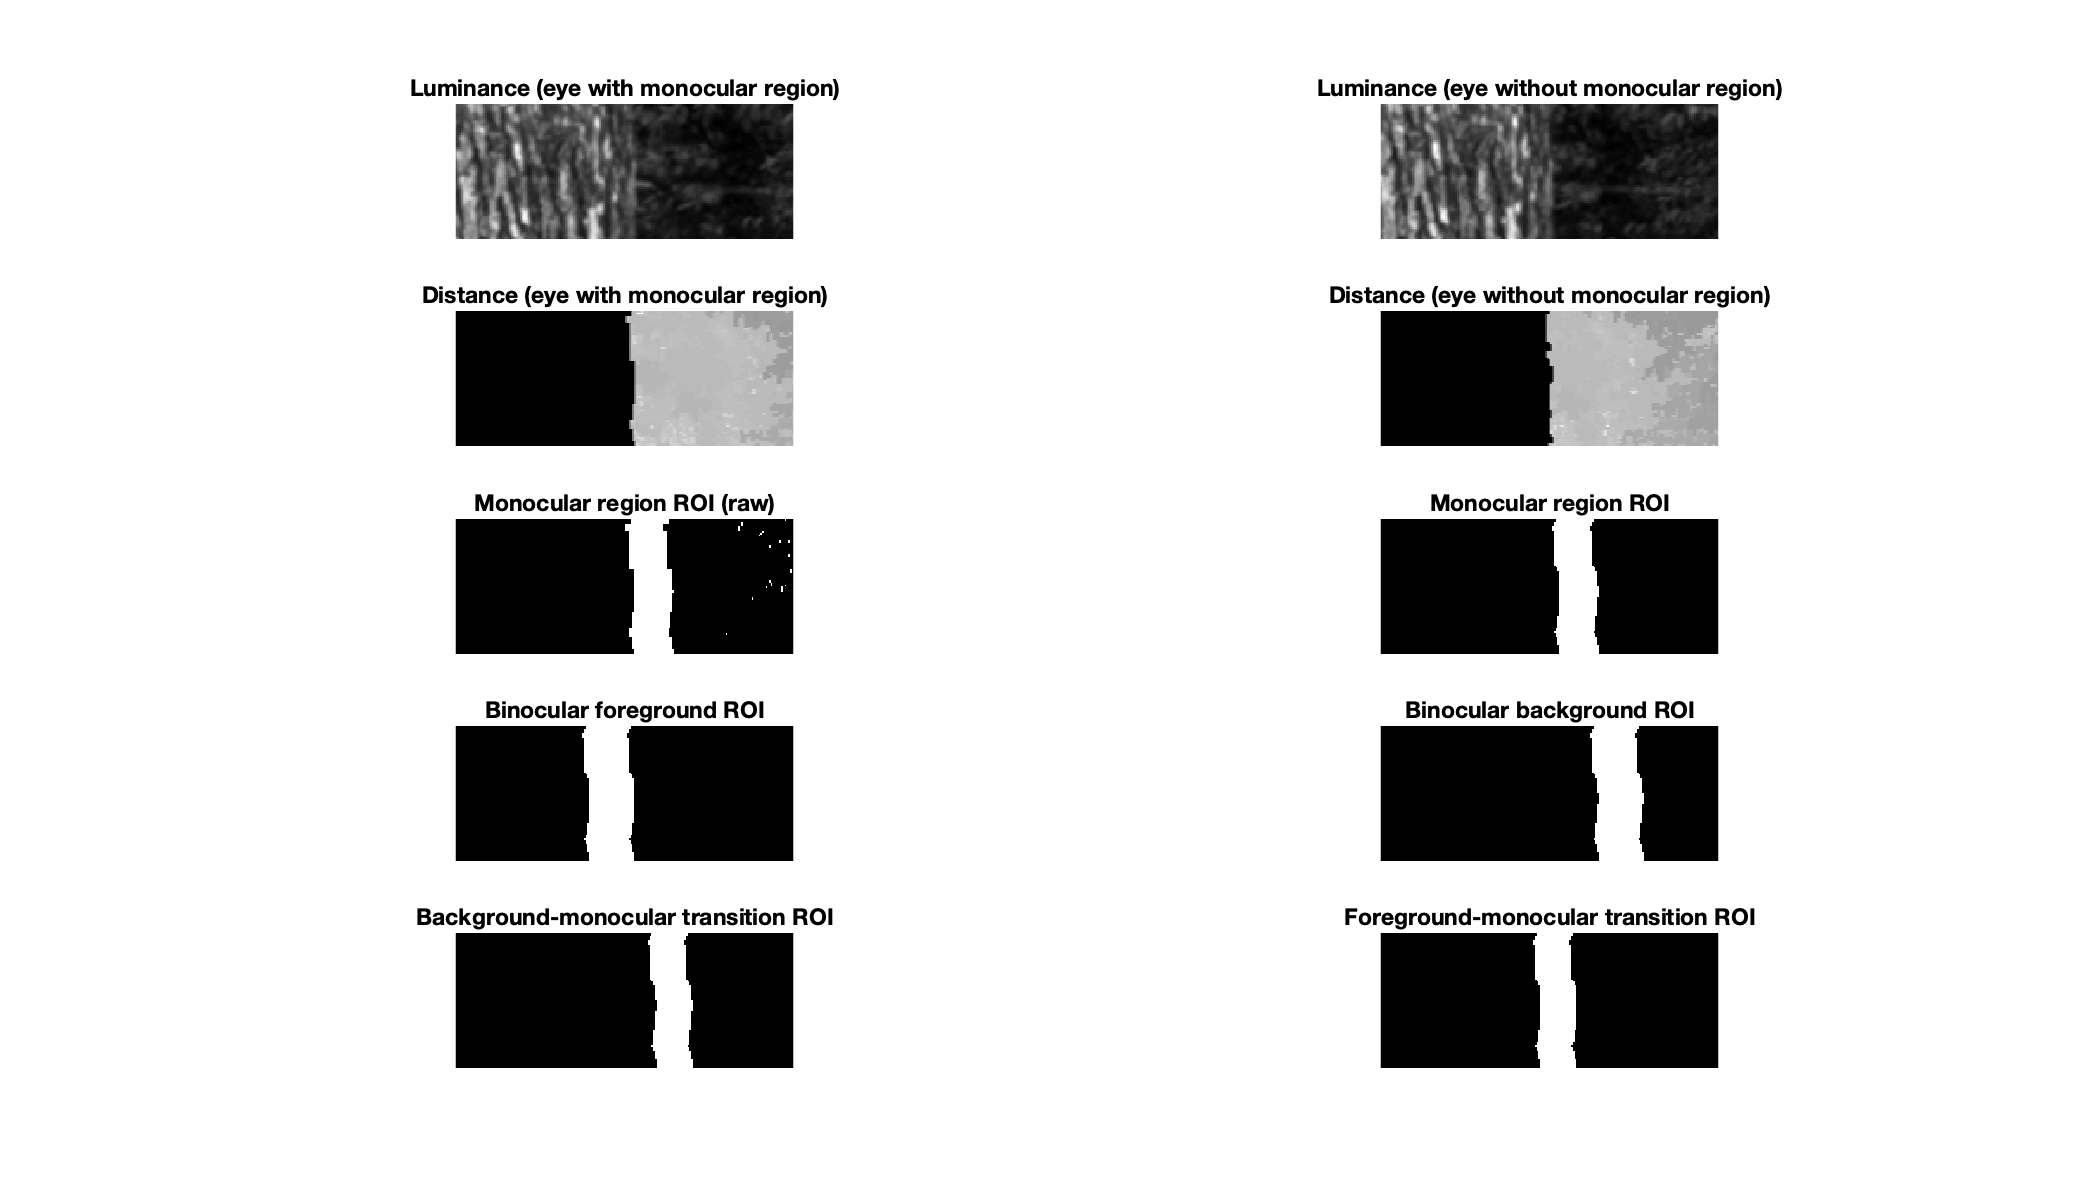 Luminance (eye with monocular region)
Luminance (eye without monocular region)
Distance (eye with monocular region)
Distance (eye without monocular region)
Monocular region ROI (raw)
Monocular region ROI
Binocular foreground ROI
Binocular background ROI
Background-monocular transition ROI
Foreground-monocular transition ROI